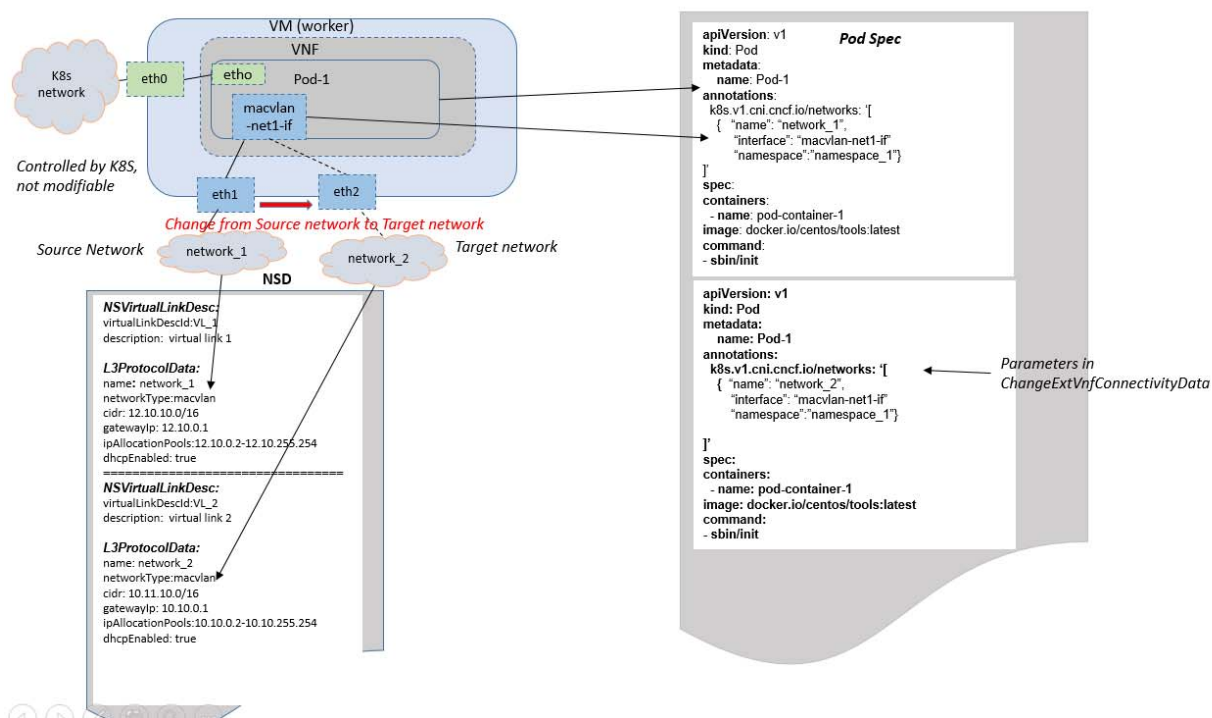 VM (worker)
VNF
K8s
network
eth0
etho
Pod-1
macvlan
-net1-if
Controlled by K8S,
not modifiable
eth1
eth2
Change from Source network to Target network
Source Network
network_1
network_2
Target network
NSD
NSVirtualLinkDesc:
virtualLinkDescId:VL_1
description: virtual link 1
L3ProtocolData:
name: network_1
networkType:macvlan
cidr: 12.10.10.0/16
gatewayIp: 12.10.0.1
ipAllocationPools:12.10.0.2-12.10.255.254
dhcpEnabled: true
=================================
NSVirtualLinkDesc:
virtualLinkDescId:VL_2
description: virtual link 2
L3ProtocolData:
name: network_2
networkType:macvlan
cidr: 10.11.10.0/16
gatewayIp: 10.10.0.1
ipAllocationPools:10.10.0.2-10.10.255.254
dhcpEnabled: true
Pod Spec
apiVersion: v1
kind: Pod
metadata:
name: Pod-1
annotations:
k8s.v1.cni.cncf.io/networks: ‘[
{ “name”: “network_1”,
“interface”: “macvlan-net1-if”
“namespace”:”namespace_1”}
]’
spec:
containers:
- name: pod-container-1
image: docker.io/centos/tools:latest
command:
- sbin/init
apiVersion: v1
kind: Pod
metadata:
name: Pod-1
annotations:
k8s.v1.cni.cncf.io/networks: ‘[
{ “name”: “network_2”,
“interface”: “macvlan-net1-if”
“namespace”:”namespace_1”}
]’
spec:
containers:
- name: pod-container-1
image: docker.io/centos/tools:latest
command:
- sbin/init
Parameters in
ChangeExtVnfConnectivityData